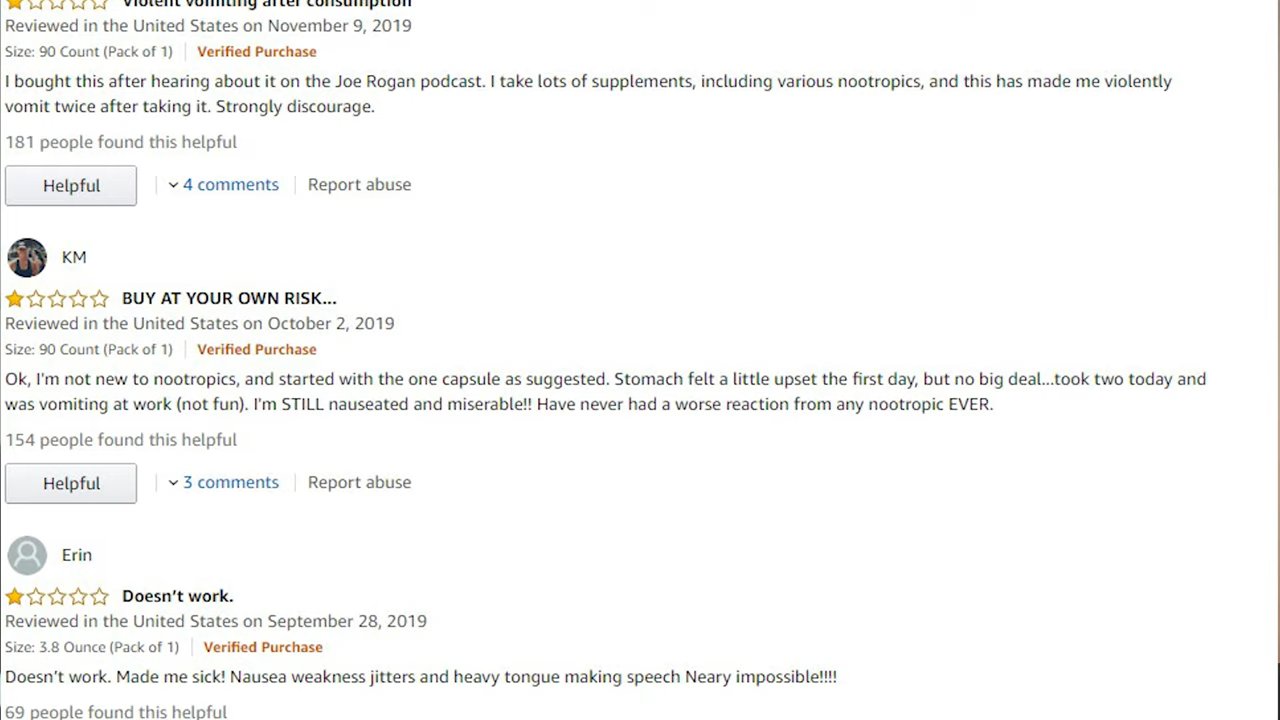 Violent vomiting after consumption
Reviewed in the United States on November 9, 2019
Size: 90 Count (Pack of 1) Verified Purchase
I bought this after hearing about it on the Joe Rogan podcast. I take lots of supplements, including various nootropics, and this has made me violently
vomit twice after taking it. Strongly discourage.
181 people found this helpful
Helpful 4 comments Report abuse
KM
BUY AT YOUR OWN RISK...
Reviewed in the United States on October 2, 2019
Size: 90 Count (Pack of 1) Verified Purchase
Ok, I'm not new to nootropics, and started with the one capsule as suggested. Stomach felt a little upset the first day, but no big deal...took two today and
was vomiting at work (not fun). I'm STILL nauseated and miserable!! Have never had a worse reaction from any nootropic EVER.
154 people found this helpful
Helpful 3 comments Report abuse
Erin
Doesn’t work.
Reviewed in the United States on September 28, 2019
Size: 3.8 Ounce (Pack of 1) Verified Purchase
Doesn’t work. Made me sick! Nausea weakness jitters and heavy tongue making speech Neary impossible!!!!
69 people found this helpful